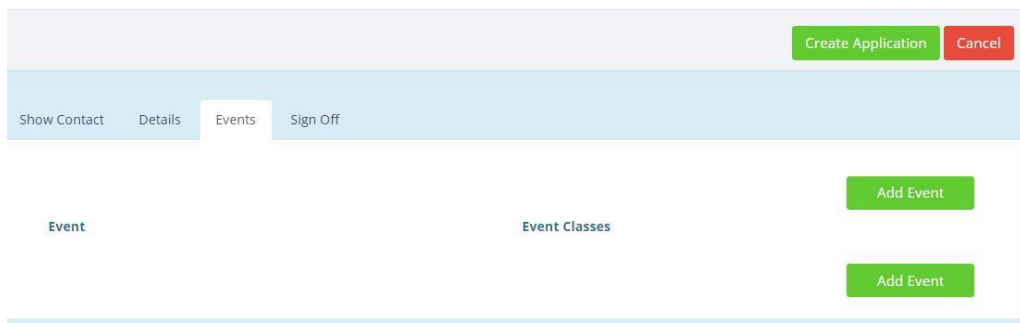 Create Application Cancel
Show Contact Details Events Sign Off
Add Event
Event Event Classes
Add Event